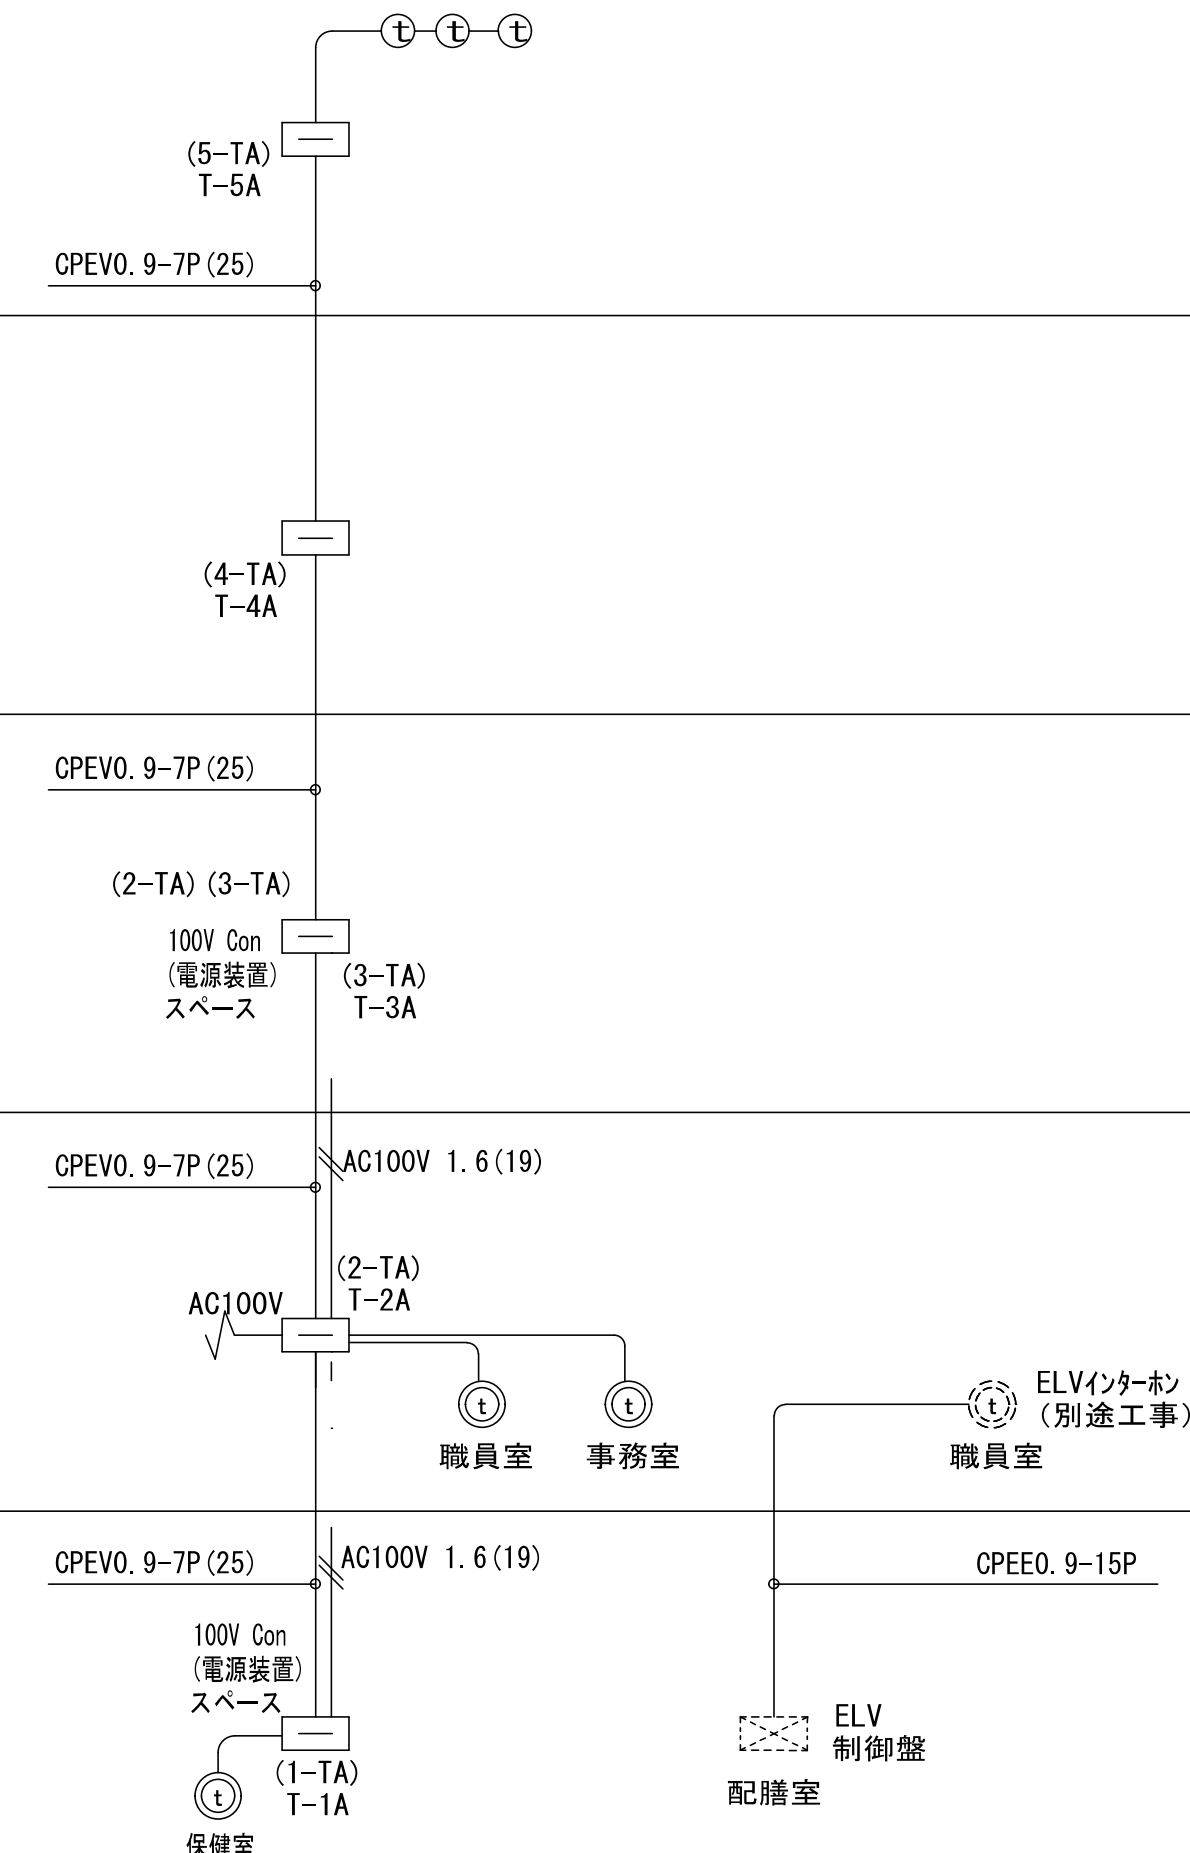 t t t
(5-TA)
T-5A
CPEV0.9-7P(25)
(4-TA)
T-4A
CPEV0.9-7P(25)
(2-TA)(3-TA)
100V Con
(電源装置)
スペース
(3-TA)
T-3A
CPEV0.9-7P(25)
AC100V 1.6(19)
(2-TA)
T-2A
AC100V
t
職員室
t
事務室
t
職員室
ELVインターホン
(別途工事)
CPEV0.9-7P(25)
AC100V 1.6(19)
CPEE0.9-15P
100V Con
(電源装置)
スペース
(1-TA)
T-1A
t
保健室
ELV
制御盤
配膳室